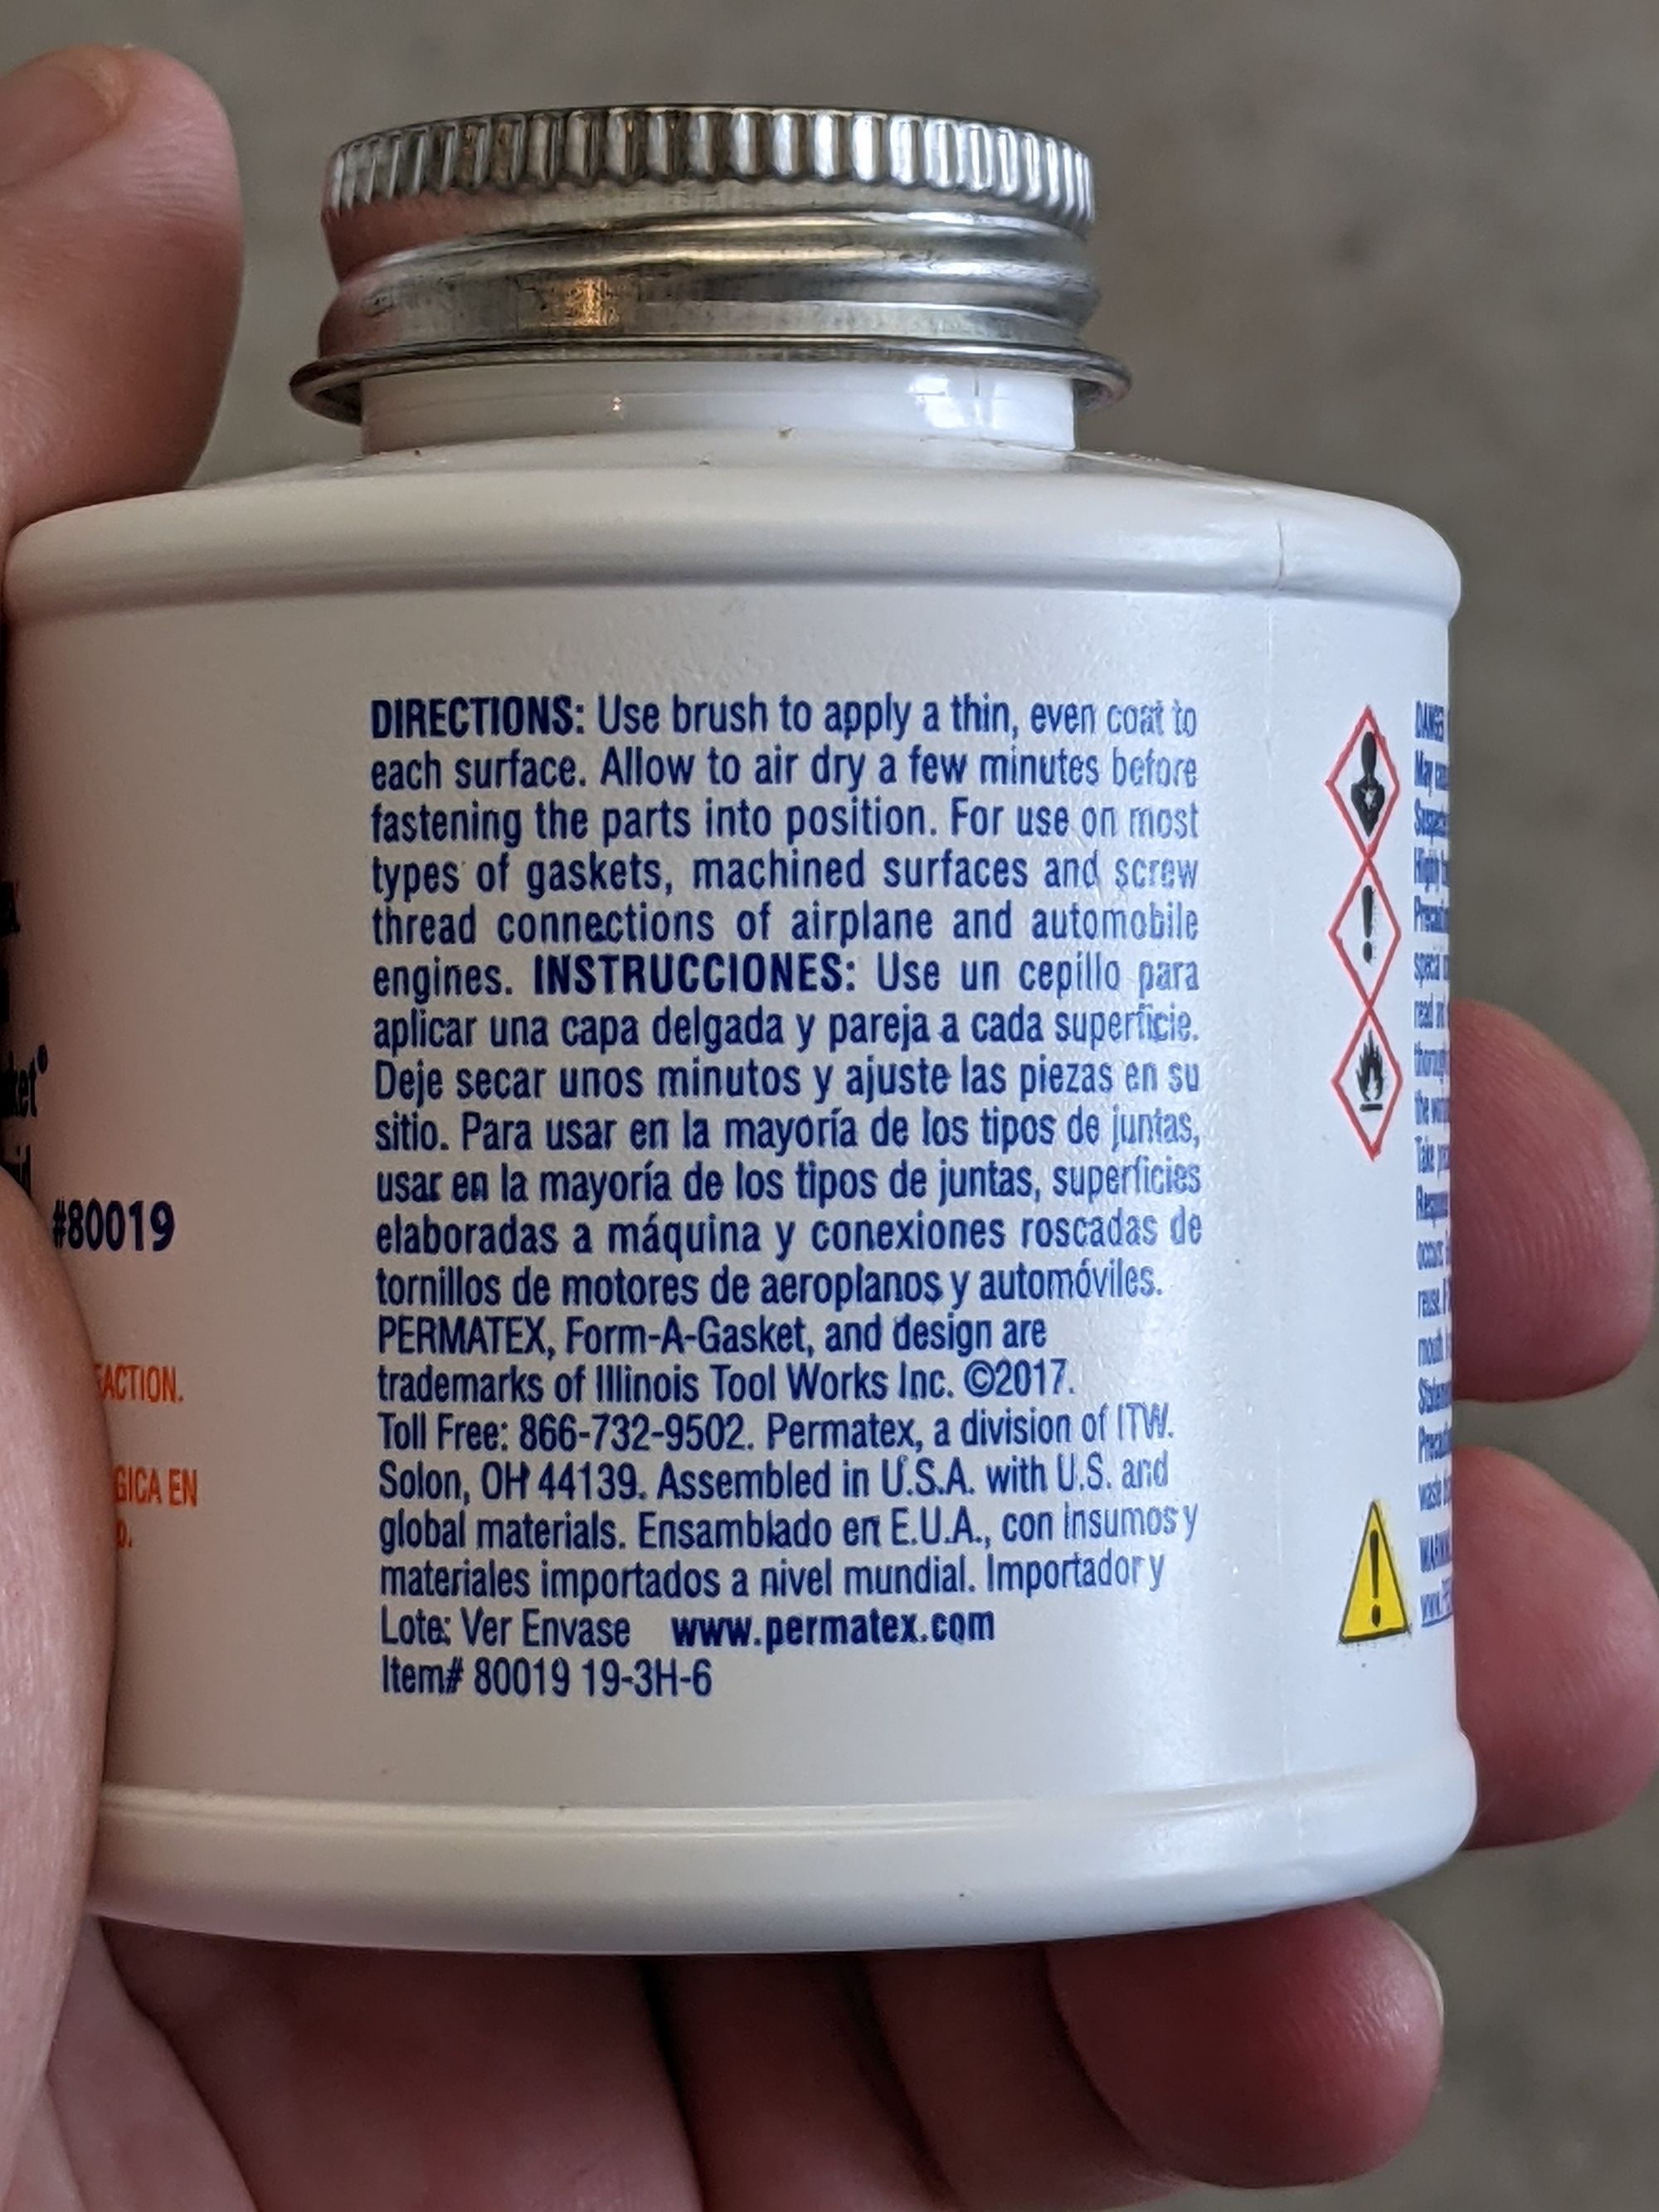 #80019
DIRECTIONS: Use brush to apply a thin, even coat to
each surface. Allow to air dry a few minutes before
fastening the parts into position. For use on most
types of gaskets, machined surfaces and screw
thread connections of airplane and automobile
engines. INSTRUCCIONES: Use un cepillo para
aplicar una capa delgada y pareja a cada superficie.
Deje secar unos minutos y ajuste las piezas en su
sitio. Para usar en la mayoría de los tipos de juntas,
usar en la mayoría de los tipos de juntas, superficies
elaboradas a máquina y conexiones roscadas de
tornillos de motores de aeroplanos y automóviles.
PERMATEX, Form-A-Gasket, and design are
trademarks of Illinois Tool Works Inc. ©2017.
Toll Free: 866-732-9502. Permatex, a division of ITW.
Solon, OH 44139. Assembled in U.S.A. with U.S. and
global materials. Ensamblado en E.U.A., con insumos y
materiales importados a nivel mundial. Importador y
Lote: Ver Envase www.permatex.com
Item# 80019 19-3H-6
DANGER
May